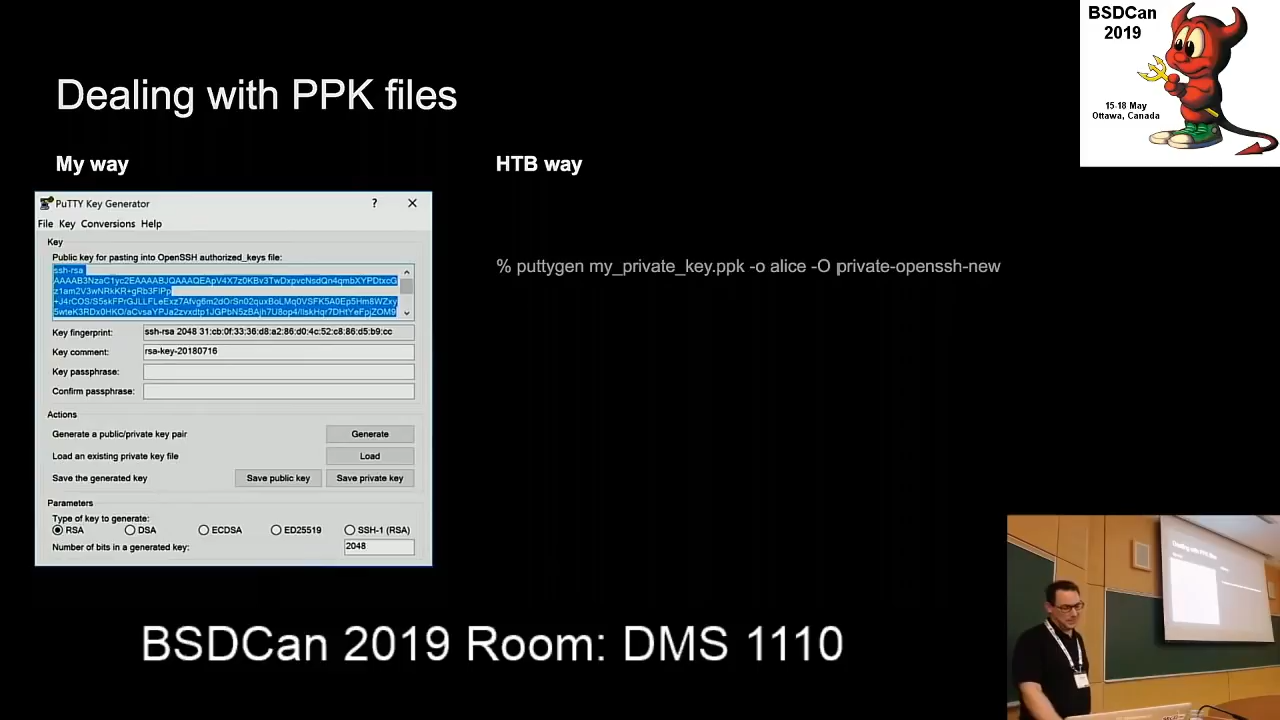 BSDCan
2019
15-18 May
Ottawa, Canada
Dealing with PPK files
My way
HTB way
PuTTY Key Generator ?
File Key Conversions Help
Key
Public key for pasting into OpenSSH authorized_keys file:
ssh-rsa
Key fingerprint: ssh-rsa 2048 31:cb:0f:33:36:d8:a2:86:d0:4c:52:c8:86:d5:b9:cc
Key comment: rsa-key-20180716
Key passphrase:
Confirm passphrase:
Actions
Generate a public/private key pair Generate
Load an existing private key file Load
Save the generated key Save public key Save private key
Parameters
Type of key to generate:
RSA DSA ECDSA ED25519 SSH-1 (RSA)
Number of bits in a generated key: 2048
% puttygen my_private_key.ppk -o alice -O private-openssh-new
Dealing with PPK files
BSDCan 2019 Room: DMS 1110